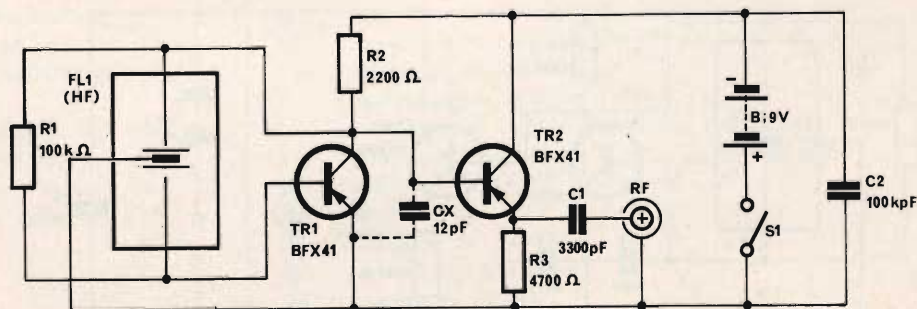 FL1
(HF)
R1
100kΩ
R2
2200 Ω
TR1
BFX41
CX
12pF
TR2
BFX41
C1
3300pF
RF
R3
4700 Ω
-
B;9V
+
S1
C2
100kpF